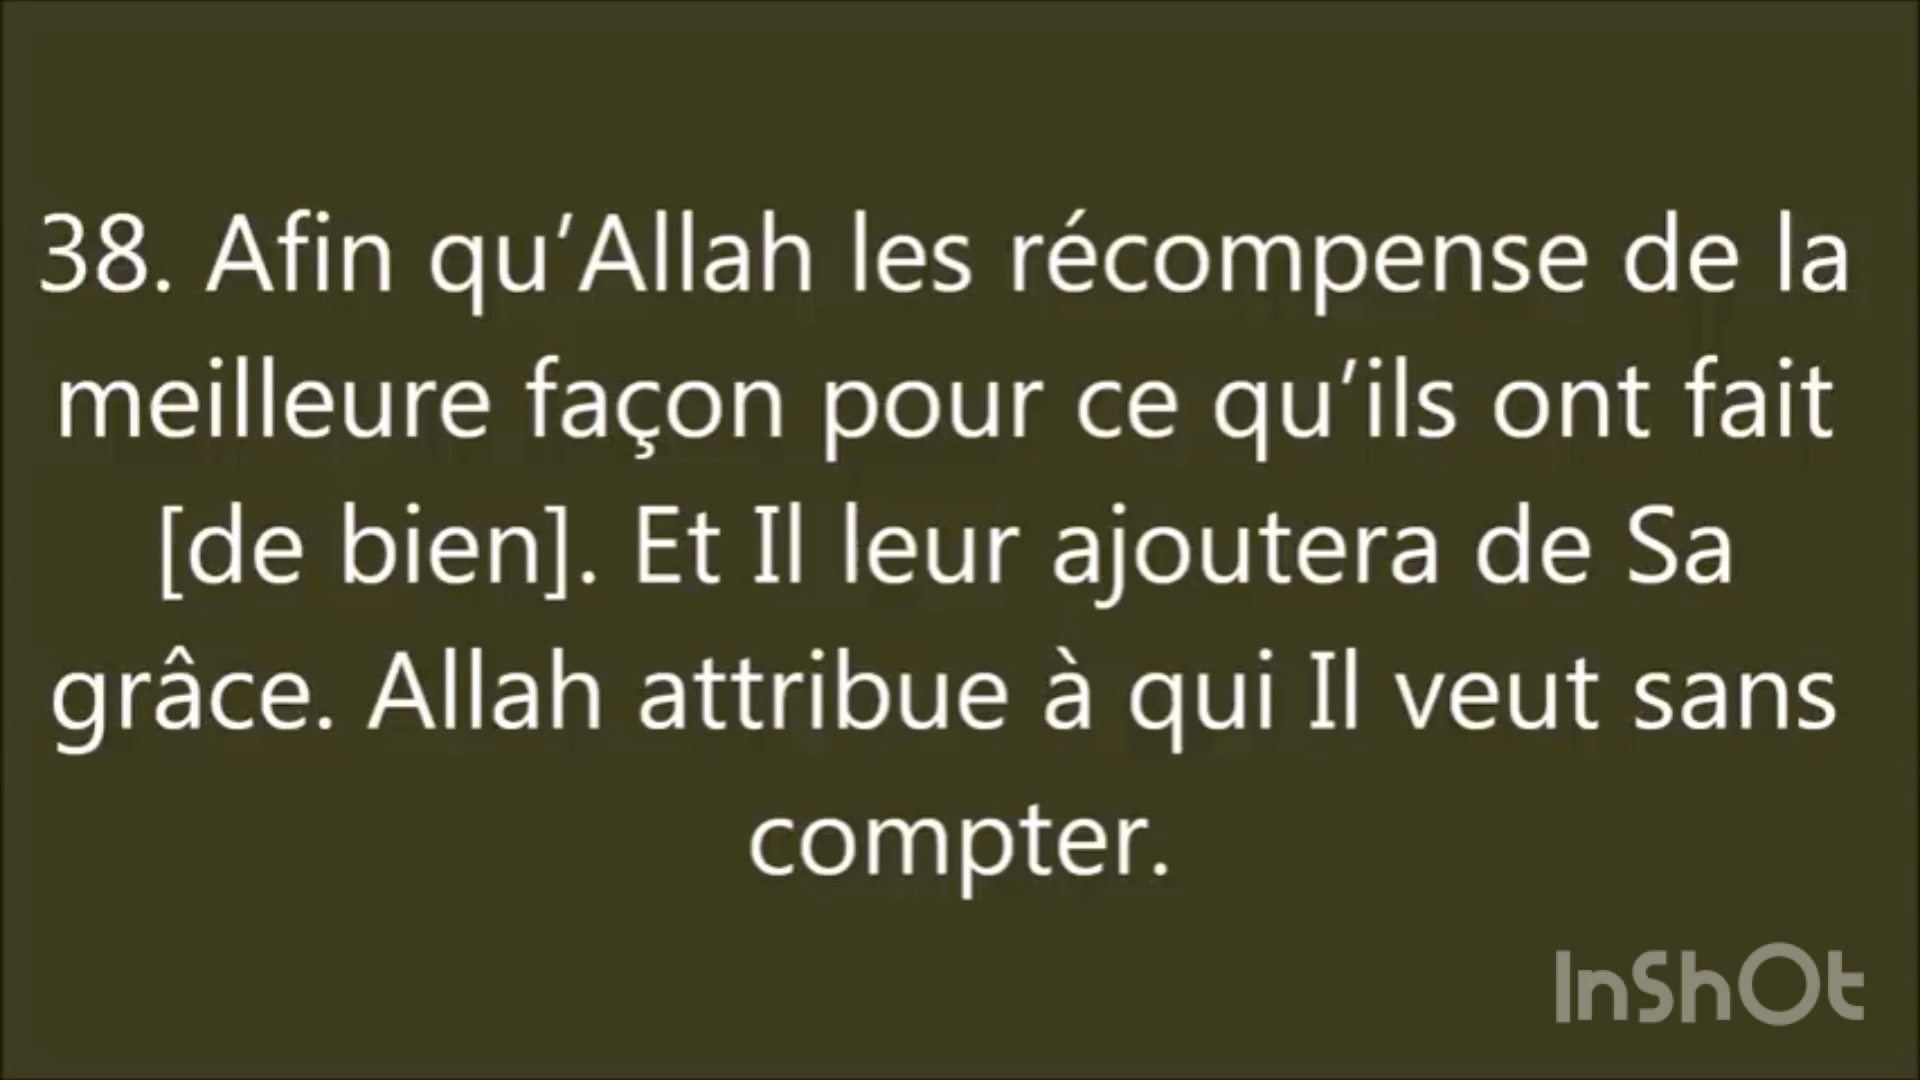 38. Afin qu’Allah les récompense de la
meilleure façon pour ce qu’ils ont fait
[de bien]. Et Il leur ajoutera de Sa
grâce. Allah attribue à qui Il veut sans
compter.
InShOt